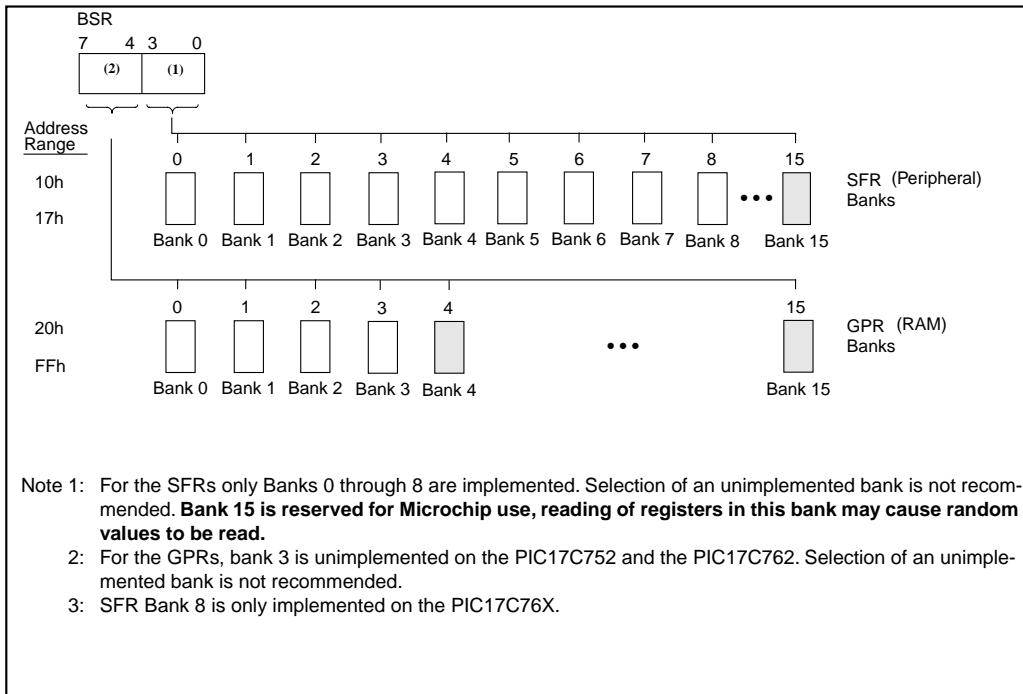 BSR
7 4 3 0
(2) (1)
Address
Range
0 1 2 3 4 5 6 7 8 15
10h
17h
SFR (Peripheral)
Banks
•••
Bank 0 Bank 1 Bank 2 Bank 3 Bank 4 Bank 5 Bank 6 Bank 7 Bank 8 Bank 15
0 1 2 3 4 15
20h
FFh
GPR (RAM)
Banks
•••
Bank 0 Bank 1 Bank 2 Bank 3 Bank 4 Bank 15
Note 1: For the SFRs only Banks 0 through 8 are implemented. Selection of an unimplemented bank is not recom-
mended. Bank 15 is reserved for Microchip use, reading of registers in this bank may cause random
values to be read.
2: For the GPRs, bank 3 is unimplemented on the PIC17C752 and the PIC17C762. Selection of an unimple-
mented bank is not recommended.
3: SFR Bank 8 is only implemented on the PIC17C76X.